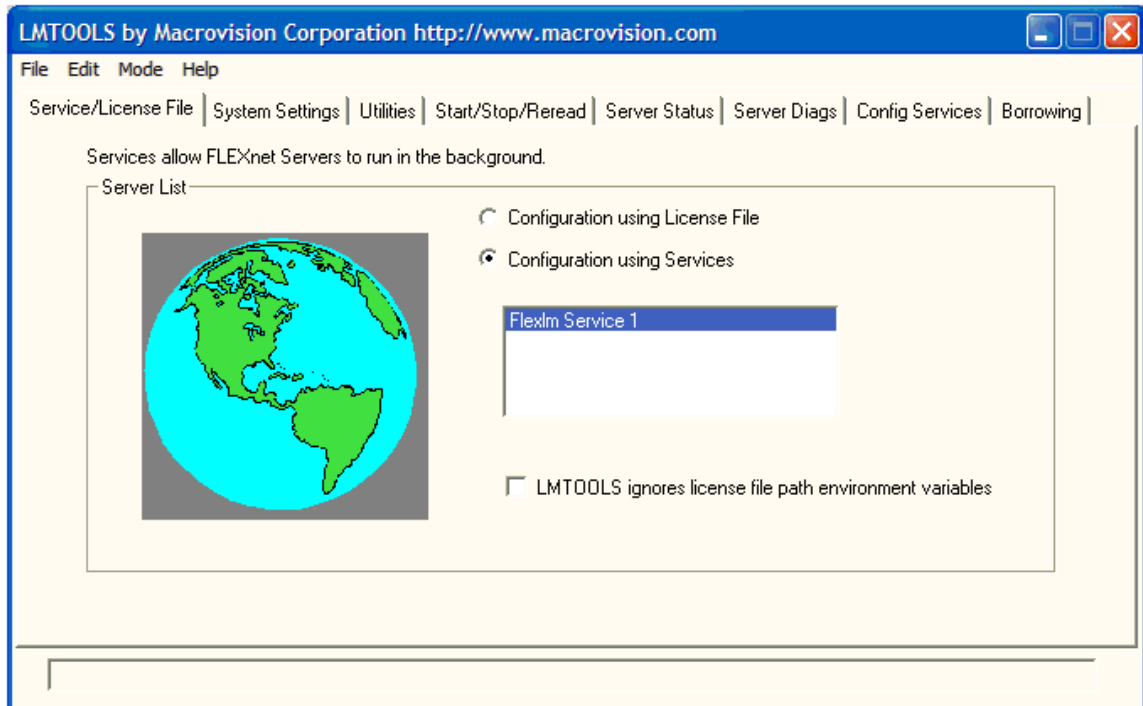 LMTOOLS by Macrovision Corporation http://www.macrovision.com
File Edit Mode Help
Service/License File System Settings Utilities Start/Stop/Reread Server Status Server Diags Config Services Borrowing
Services allow FLEXnet Servers to run in the background.
Server List
Configuration using License File
Configuration using Services
Flexlm Service 1
LMTOOLS ignores license file path environment variables